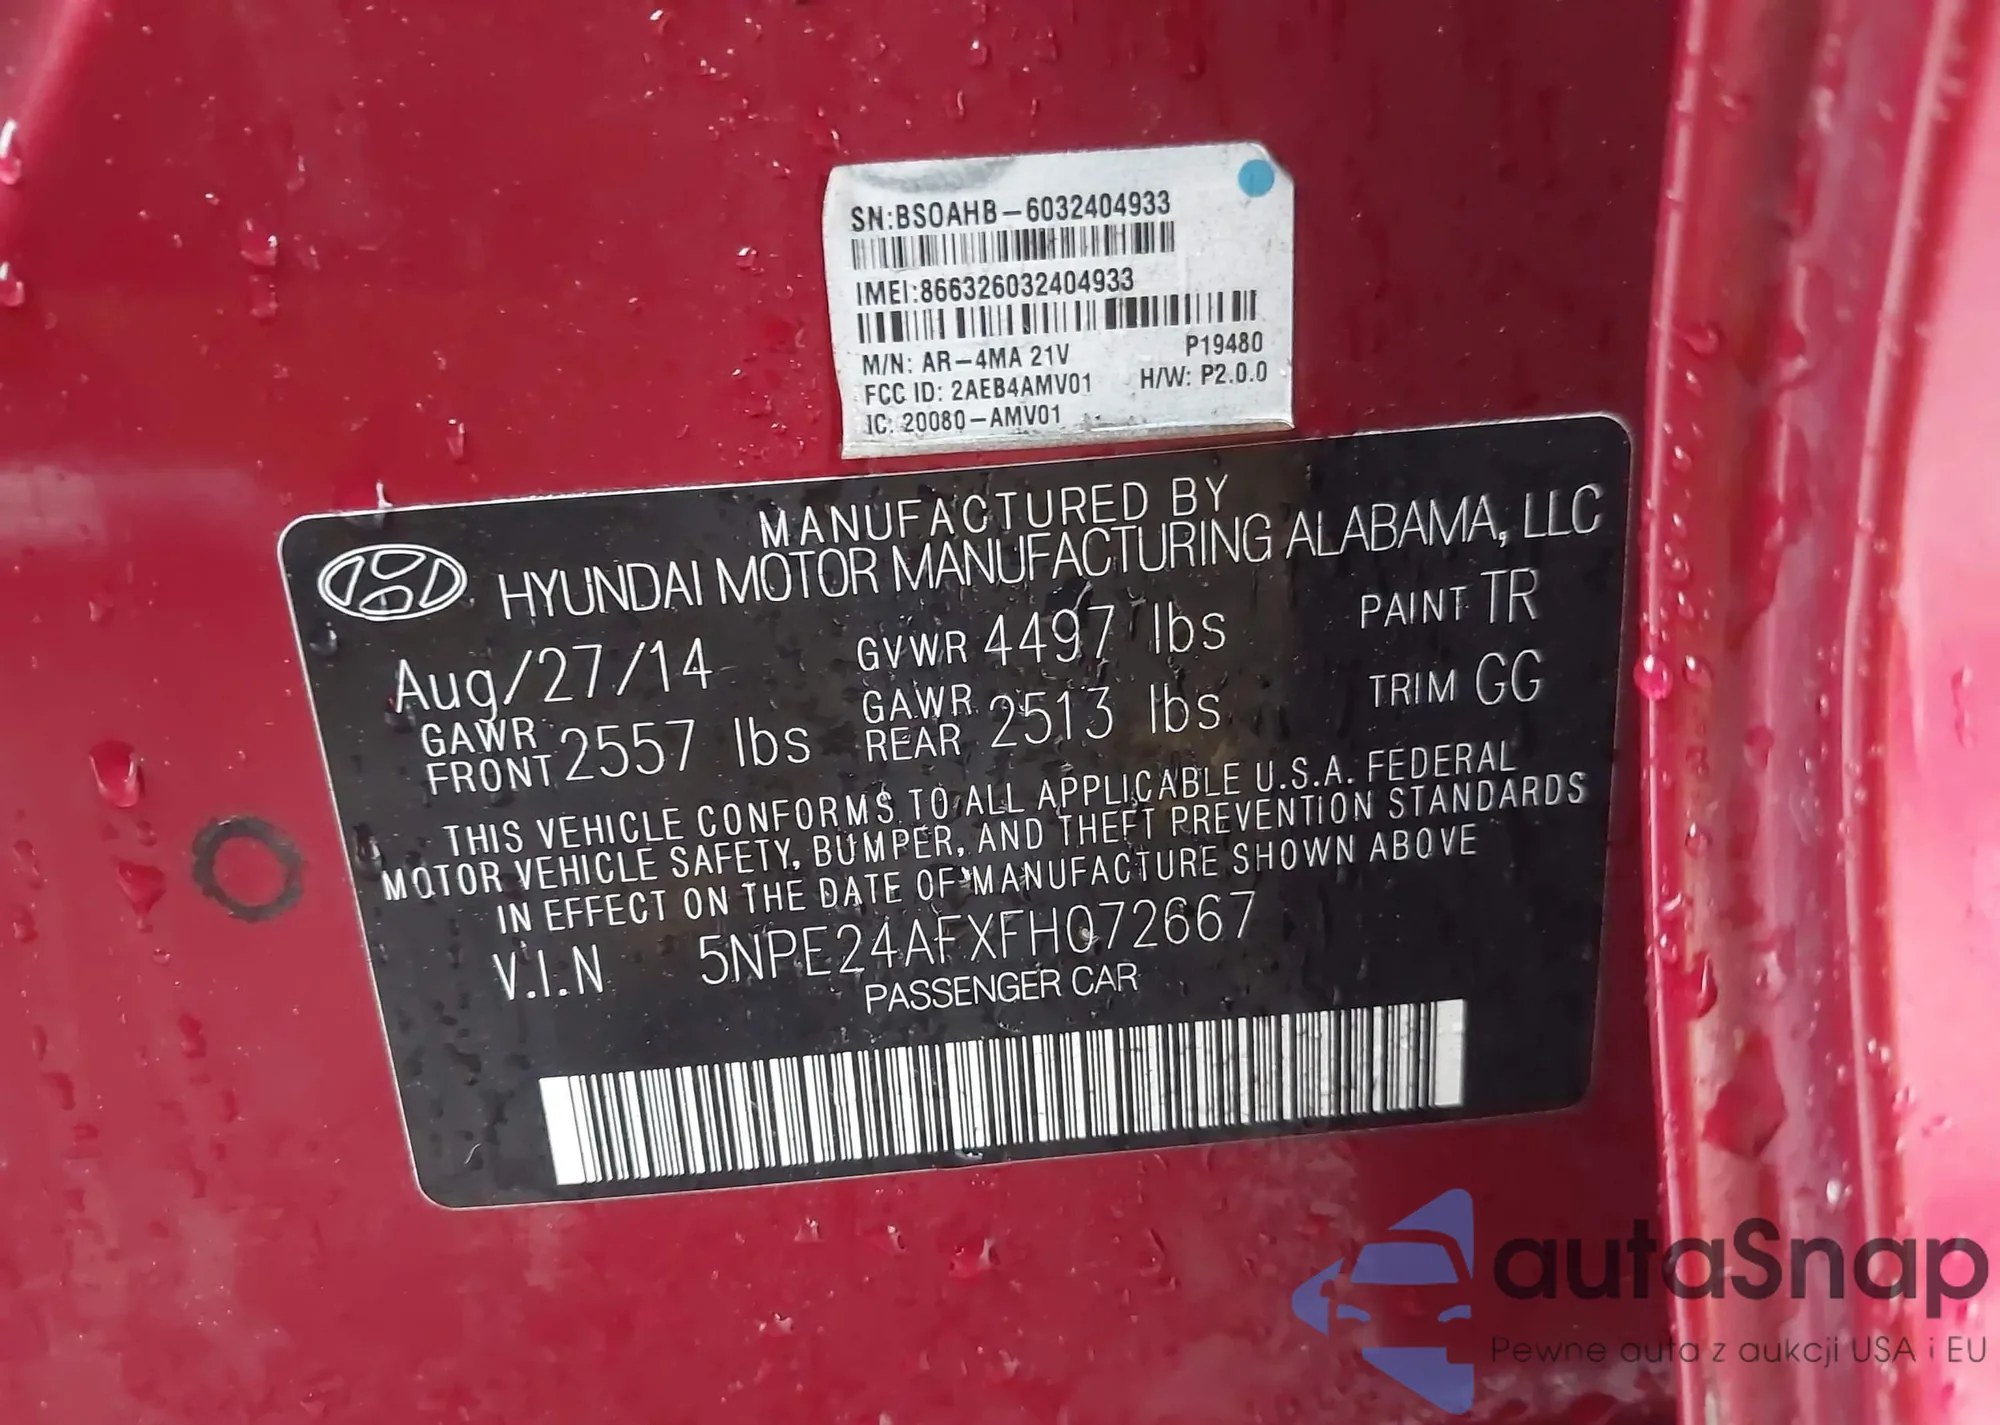 SN:BSOAHB-6032404933
IMEI:866326032404933
M/N: AR-4MA 21V P19480
FCC ID: 2AEB4AMV01 H/W: P2.0.0
IC: 20080-AMV01
MANUFACTURED BY
HYUNDAI MOTOR MANUFACTURING ALABAMA, LLC
Aug/27/14 GVWR 4497 lbs PAINT TR
GAWR FRONT 2557 lbs GAWR REAR 2513 lbs TRIM GG
THIS VEHICLE CONFORMS TO ALL APPLICABLE U.S.A. FEDERAL
MOTOR VEHICLE SAFETY, BUMPER, AND THEFT PREVENTION STANDARDS
IN EFFECT ON THE DATE OF MANUFACTURE SHOWN ABOVE
V.I.N 5NPE24AFXFH072667
PASSENGER CAR
autaSnap
Pewne auta z aukcji USA i EU